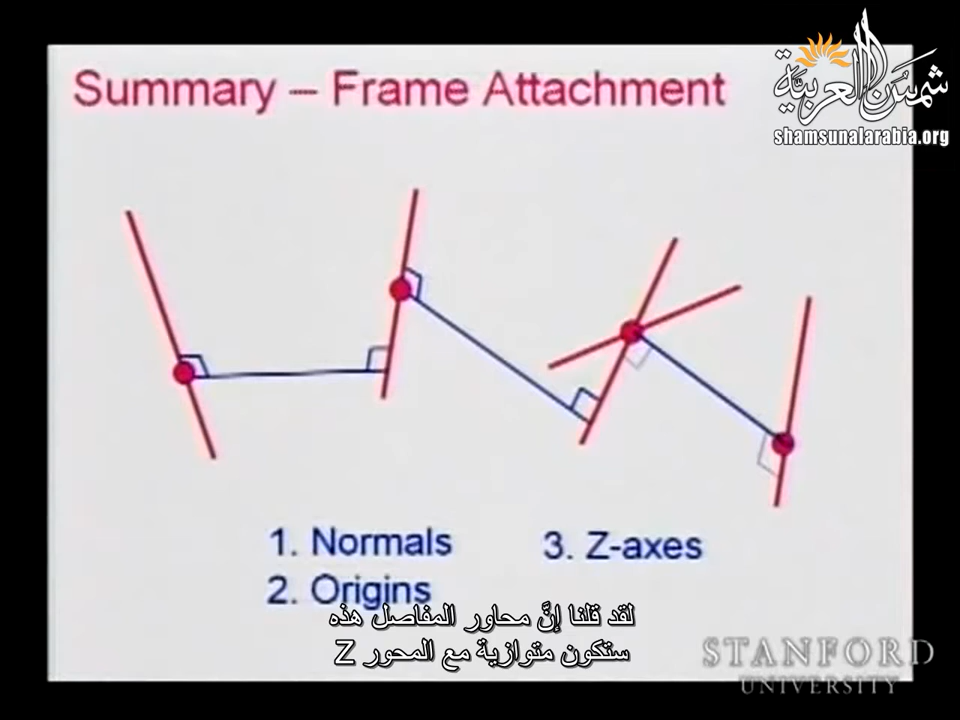 Summary – Frame Attachment
شمس العربية
shamsunalarabia.org
1. Normals
3. Z-axes
2. Origins
لقد قلنا إنَّ محاور المفاصل هذه
ستكون متوازية مع المحور Z
STANFORD
UNIVERSITY